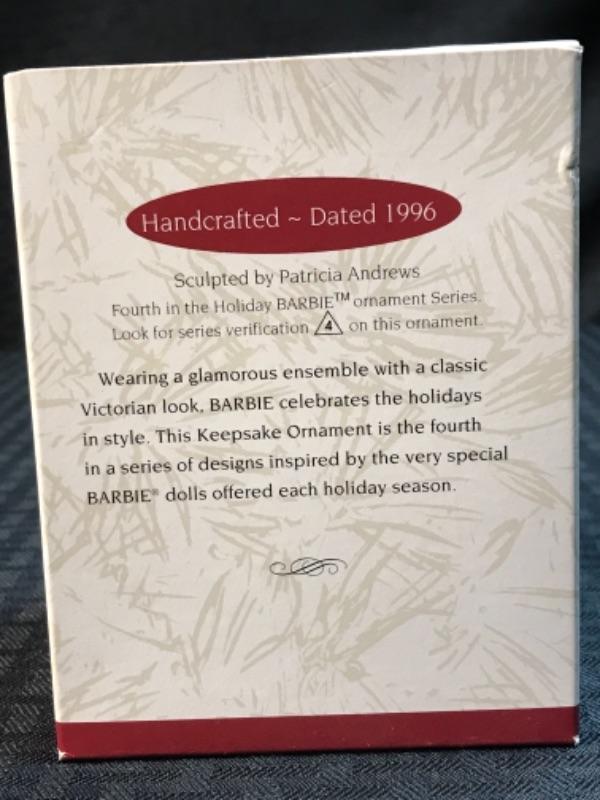 Handcrafted ~ Dated 1996
Sculpted by Patricia Andrews
Fourth in the Holiday BARBIE™ ornament Series.
Look for series verification 4 on this ornament.
Wearing a glamorous ensemble with a classic
Victorian look, BARBIE celebrates the holidays
in style. This Keepsake Ornament is the fourth
in a series of designs inspired by the very special
BARBIE® dolls offered each holiday season.